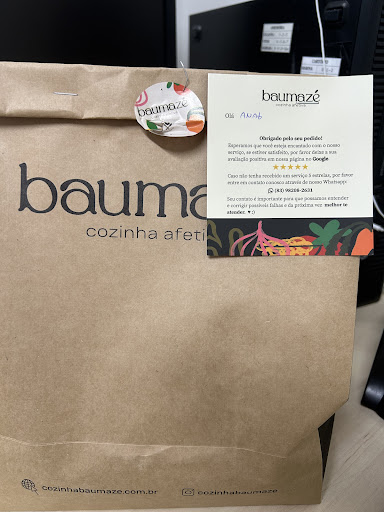 baumazé
baumazé
cozinha afetiva
Olá
Obrigado pelo seu pedido!
Esperamos que você esteja encantado com o nosso
serviço, se estiver satisfeito, por favor deixe a sua
avaliação positiva em nossa página no Google
Caso não tenha recebido um serviço 5 estrelas, por favor
entre em contato conosco através do nosso Whatsapp:
Seu contato é importante para que possamos entender
e corrigir possíveis falhas e da próxima vez melhor te
atender. ♥ :)
bauma
cozinha afeti
cozinhabaumaze.com.br
cozinhabaumaze